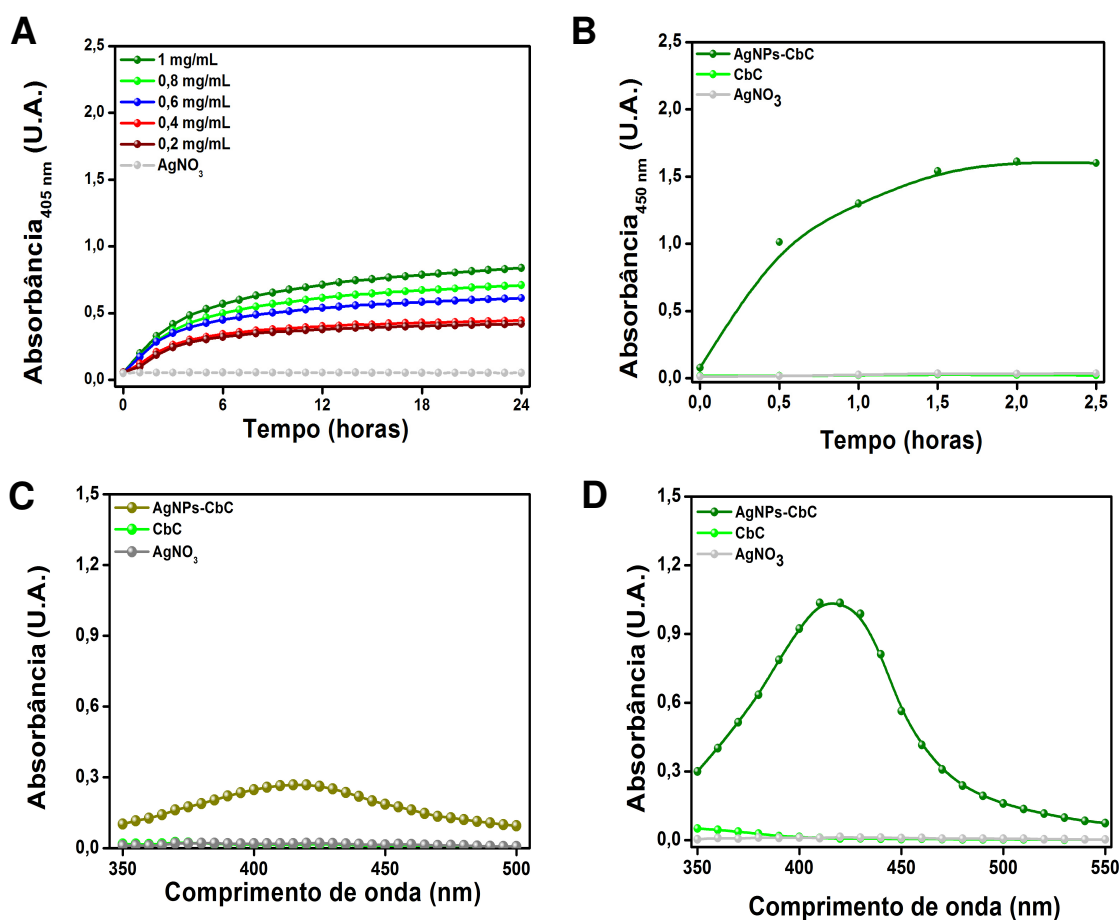 A
2,5
2,0
1,5
1,0
0,5
0,0
Absorbância405 nm (U.A.)
1 mg/mL
0,8 mg/mL
0,6 mg/mL
0,4 mg/mL
0,2 mg/mL
AgNO3
0 6 12 18 24
Tempo (horas)
B
2,5
2,0
1,5
1,0
0,5
0,0
Absorbância450 nm (U.A.)
AgNPs-CbC
CbC
AgNO3
0,0 0,5 1,0 1,5 2,0 2,5
Tempo (horas)
C
1,5
1,2
0,9
0,6
0,3
0,0
Absorbância (U.A.)
AgNPs-CbC
CbC
AgNO3
350 400 450 500
Comprimento de onda (nm)
D
1,5
1,2
0,9
0,6
0,3
0,0
Absorbância (U.A.)
AgNPs-CbC
CbC
AgNO3
350 400 450 500 550
Comprimento de onda (nm)